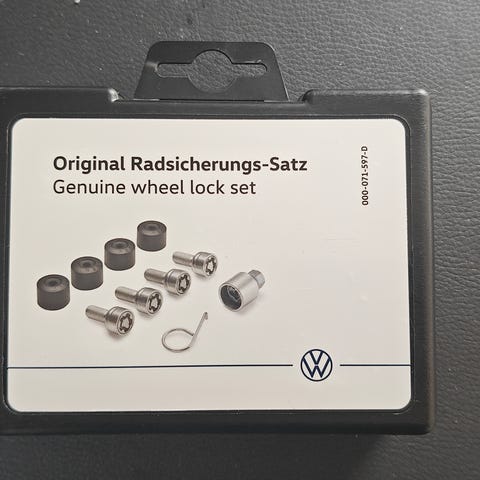 Original Radsicherungs-Satz
Genuine wheel lock set
000-071-597-D